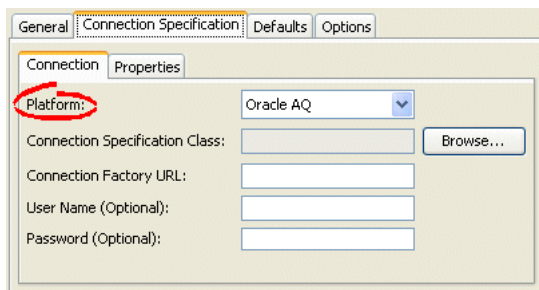 General Connection Specification Defaults Options
Connection Properties
Platform: Oracle AQ
Connection Specification Class: Browse...
Connection Factory URL:
User Name (Optional):
Password (Optional):